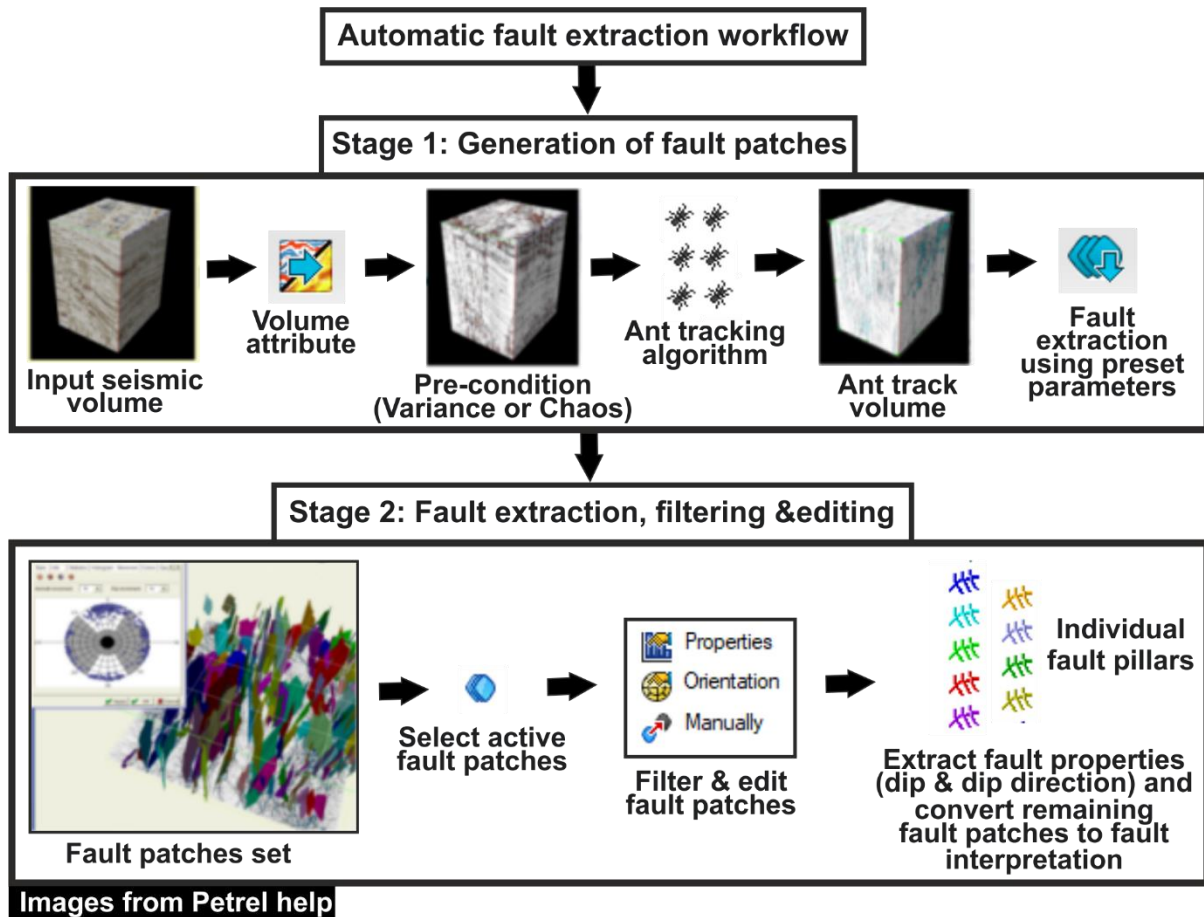 Automatic fault extraction workflow
Stage 1: Generation of fault patches
Input seismic
volume
Volume
attribute
Pre-condition
(Variance or Chaos)
Ant tracking
algorithm
Ant track
volume
Fault
extraction
using preset
parameters
Stage 2: Fault extraction, filtering &editing
Fault patches set
Select active
fault patches
Properties
Orientation
Manually
Filter & edit
fault patches
Individual
fault pillars
Extract fault properties
(dip & dip direction) and
convert remaining
fault patches to fault
interpretation
Images from Petrel help